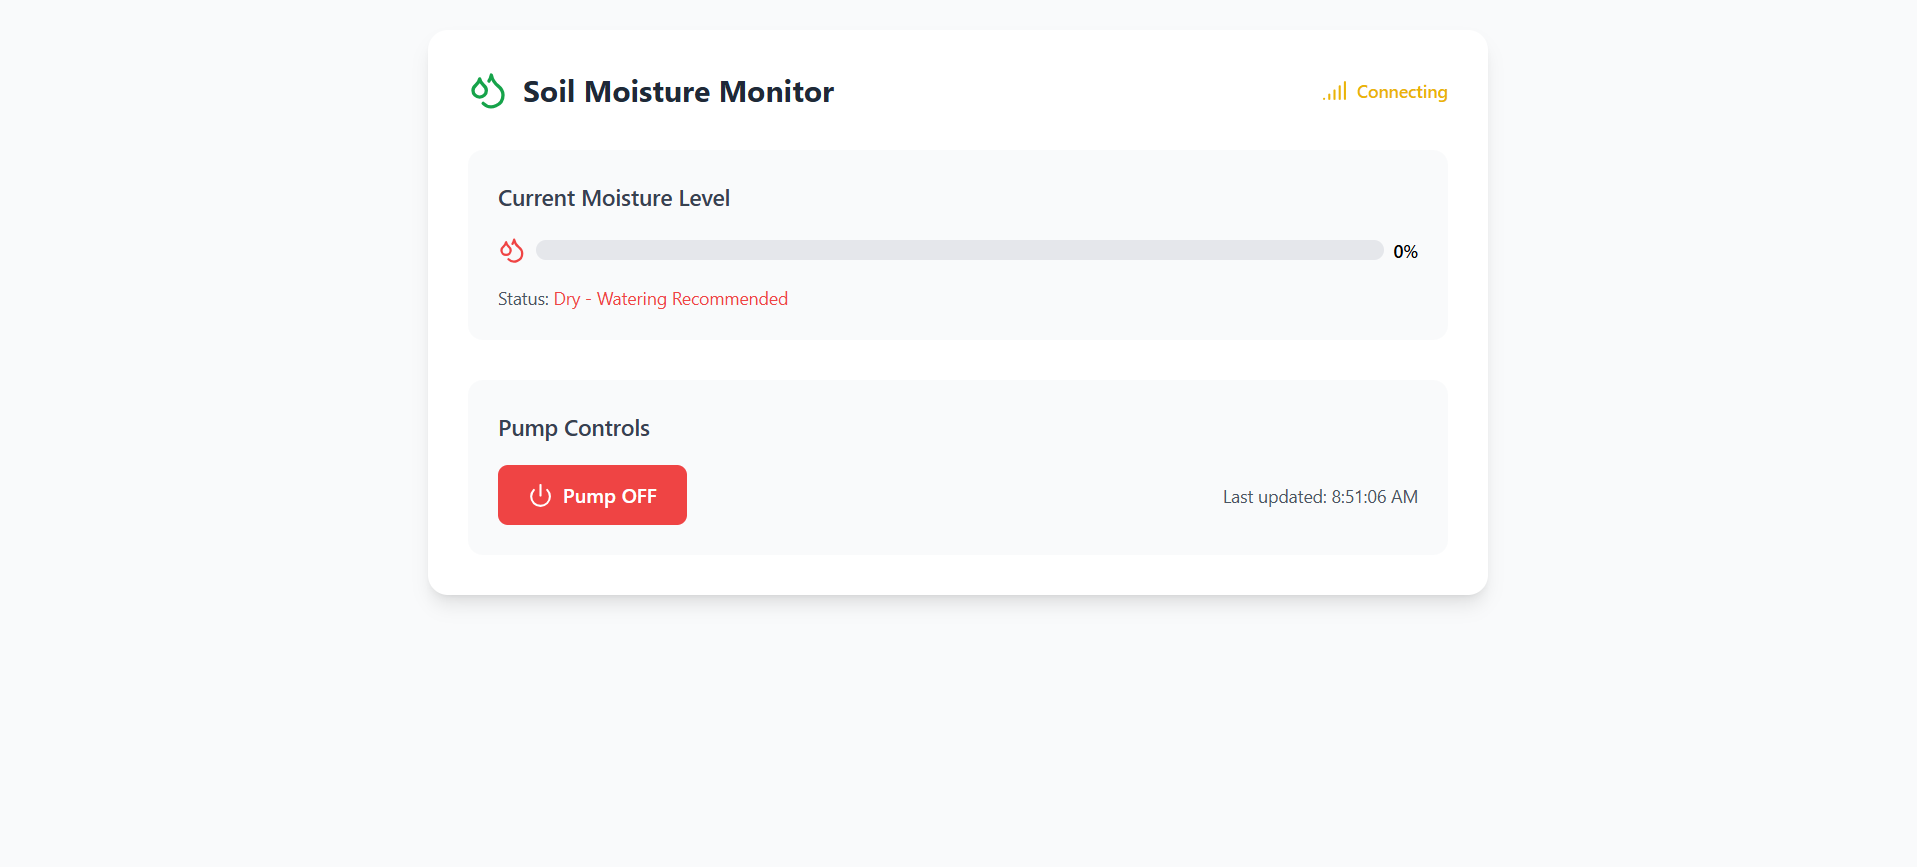 Soil Moisture Monitor
Connecting
Current Moisture Level
0%
Status: Dry - Watering Recommended
Pump Controls
Pump OFF
Last updated: 8:51:06 AM